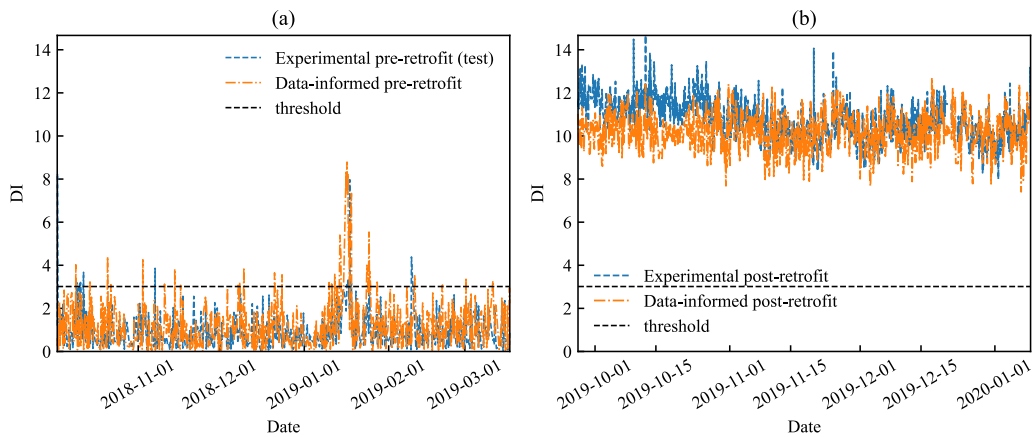 (a)
14
12
10
8
6
4
2
0
DI
Experimental pre-retrofit (test)
Data-informed pre-retrofit
threshold
2018-11-01
2018-12-01
2019-01-01
2019-02-01
2019-03-01
Date
(b)
14
12
10
8
6
4
2
0
DI
Experimental post-retrofit
Data-informed post-retrofit
threshold
2019-10-01
2019-10-15
2019-11-01
2019-11-15
2019-12-01
2019-12-15
2020-01-01
Date